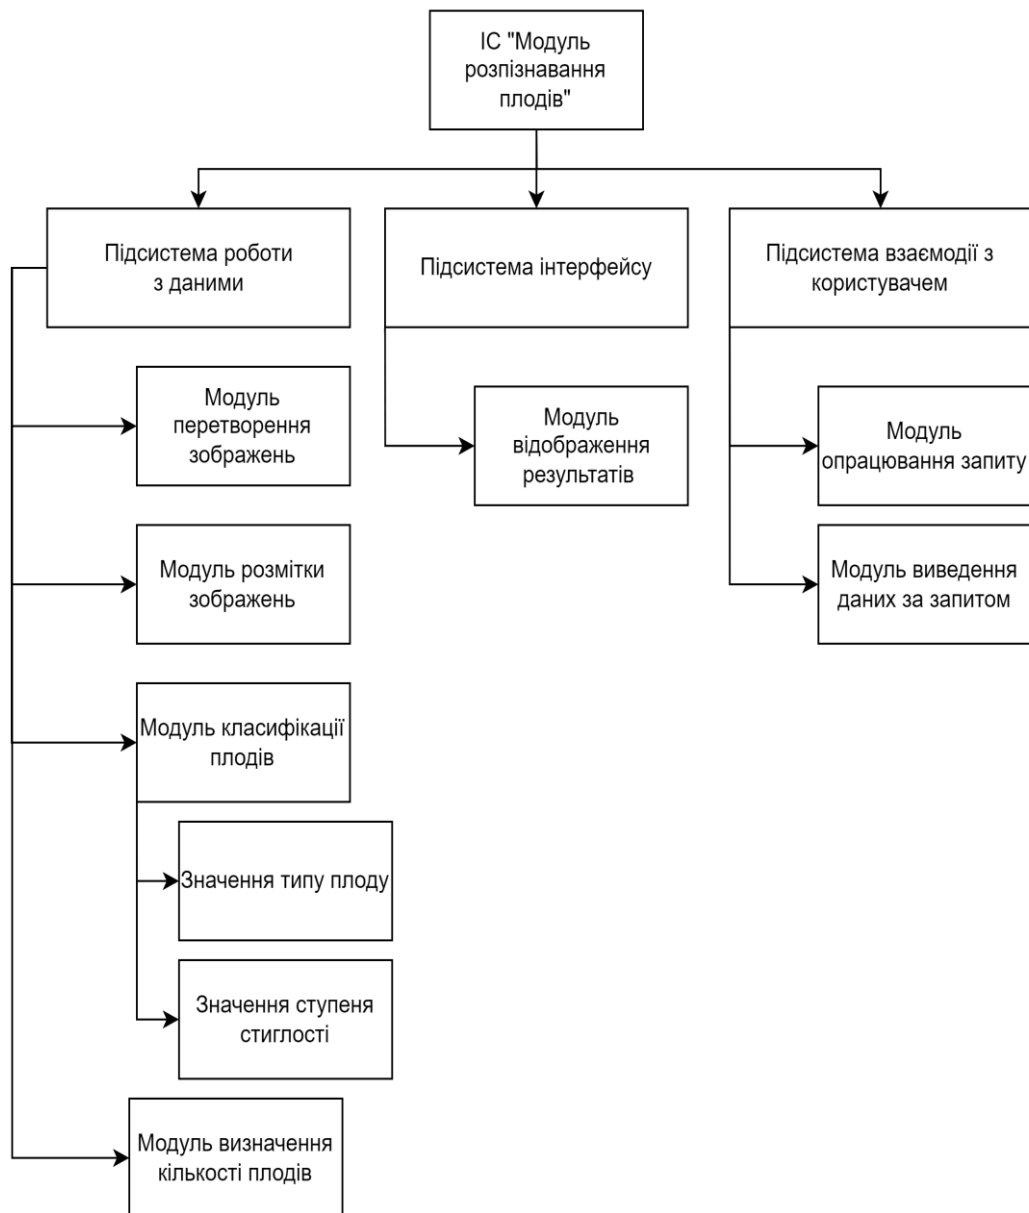 ІС "Модуль
розпізнавання
плодів"
Підсистема роботи
з даними
Підсистема інтерфейсу
Підсистема взаємодії з
користувачем
Модуль
перетворення
зображень
Модуль
відображення
результатів
Модуль
опрацювання запиту
Модуль розмітки
зображень
Модуль виведення
даних за запитом
Модуль класифікації
плодів
Значення типу плоду
Значення ступеня
стиглості
Модуль визначення
кількості плодів